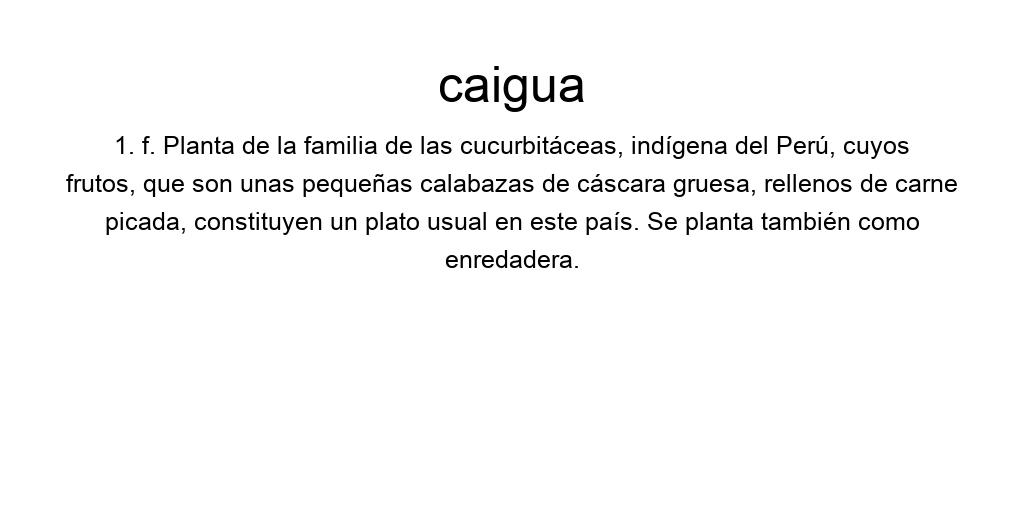 caigua
1. f. Planta de la familia de las cucurbitáceas, indígena del Perú, cuyos
frutos, que son unas pequeñas calabazas de cáscara gruesa, rellenos de carne
picada, constituyen un plato usual en este país. Se planta también como
enredadera.